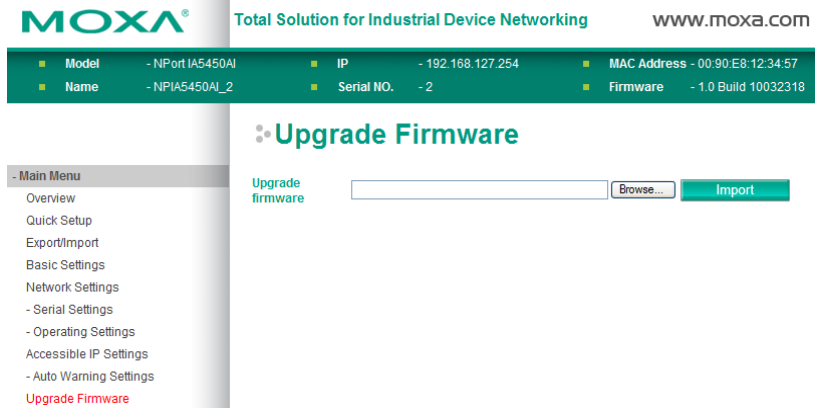 MOXA® Total Solution for Industrial Device Networking www.moxa.com
Model - NPort IA5450AI IP - 192.168.127.254 MAC Address - 00:90:E8:12:34:57
Name - NPIA5450AI_2 Serial NO. - 2 Firmware - 1.0 Build 10032318
Upgrade Firmware
- Main Menu
Overview
Quick Setup
Export/Import
Basic Settings
Network Settings
- Serial Settings
- Operating Settings
Accessible IP Settings
- Auto Warning Settings
Upgrade Firmware
Upgrade
firmware
Browse... Import